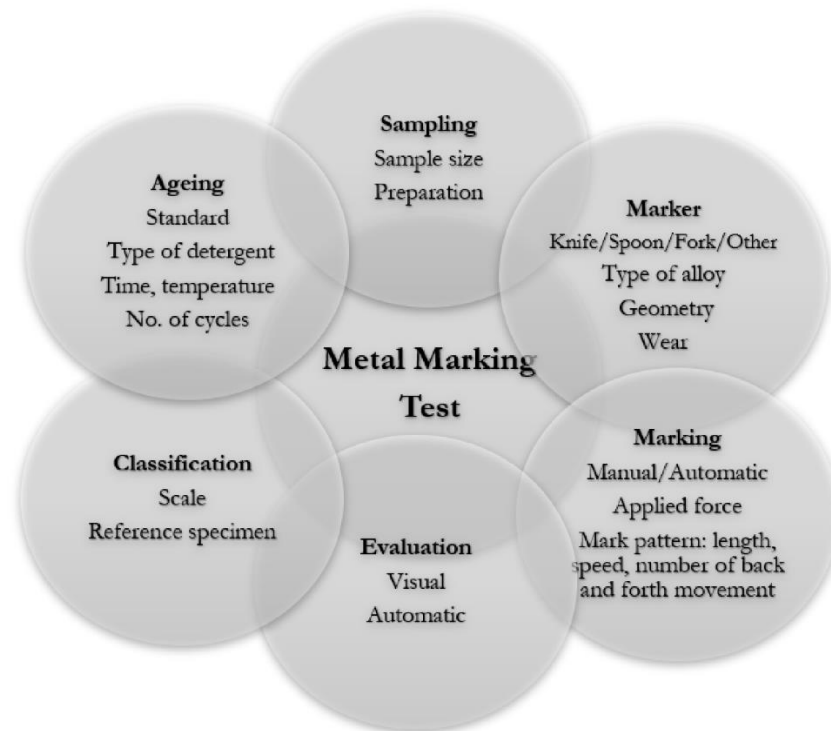 Sampling
Sample size
Preparation
Ageing
Standard
Type of detergent
Time, temperature
No. of cycles
Marker
Knife/Spoon/Fork/Other
Type of alloy
Geometry
Wear
Metal Marking
Test
Classification
Scale
Reference specimen
Marking
Manual/Automatic
Applied force
Mark pattern: length,
speed, number of back
and forth movement
Evaluation
Visual
Automatic